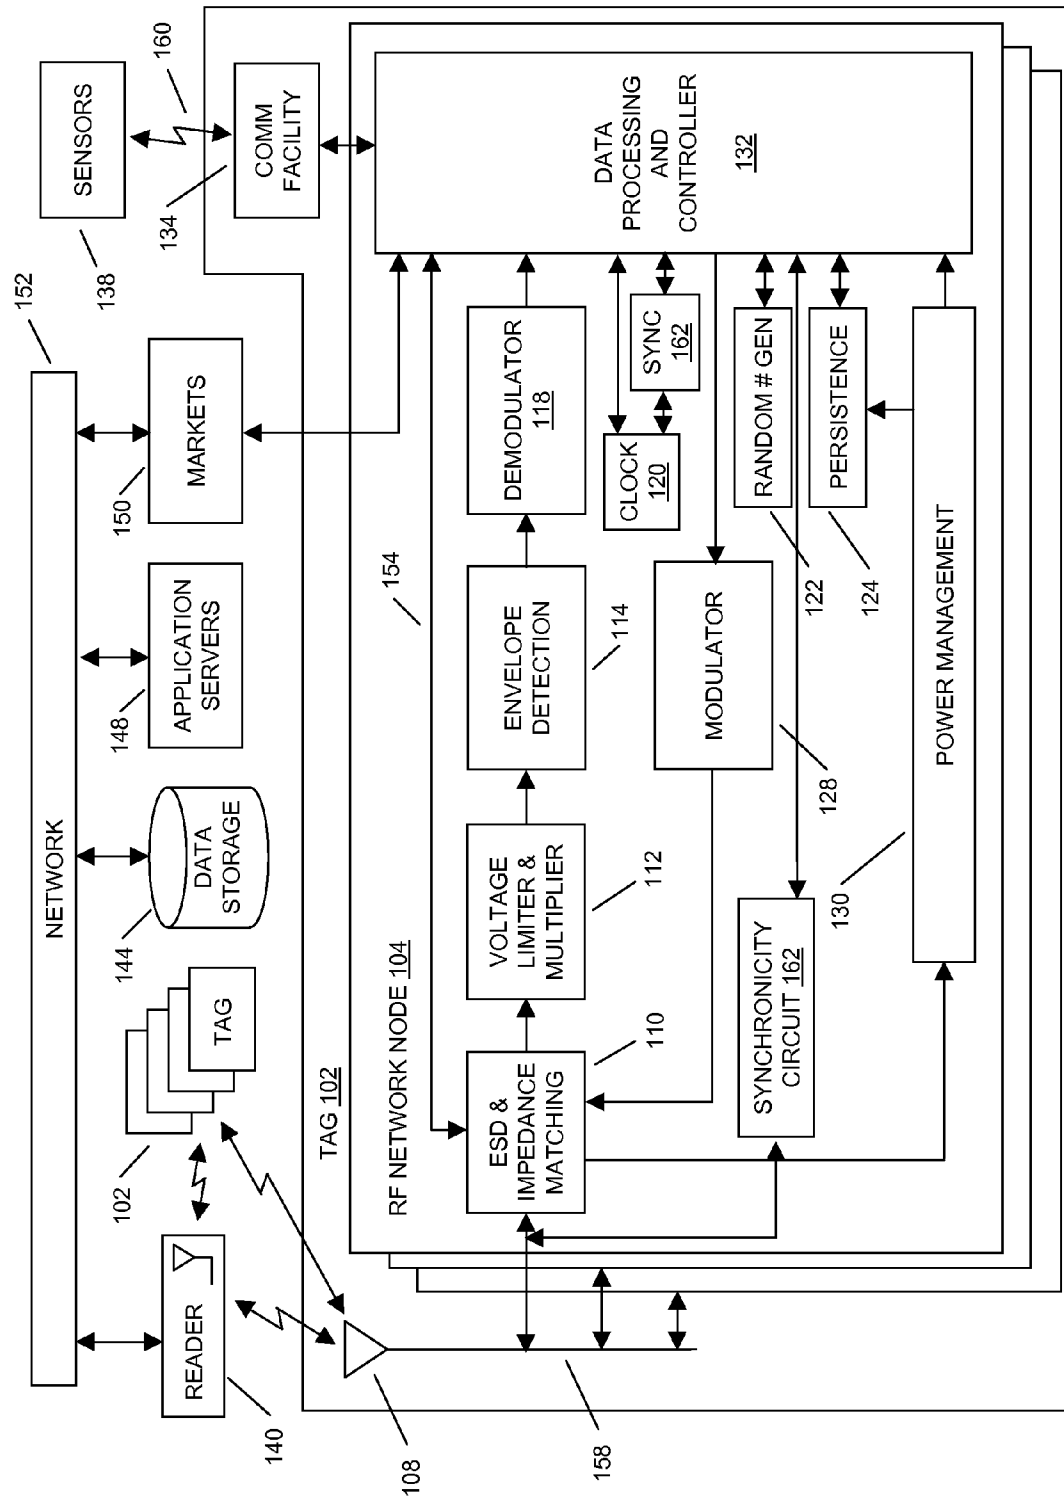 152
NETWORK
140
READER
102
TAG
144
DATA
STORAGE
148
APPLICATION
SERVERS
150
MARKETS
138
SENSORS
160
134
COMM
FACILITY
108
158
TAG 102
RF NETWORK NODE 104
154
ESD &
IMPEDANCE
MATCHING
110
VOLTAGE
LIMITER &
MULTIPLIER
112
ENVELOPE
DETECTION
114
DEMODULATOR
118
CLOCK
120
SYNC
162
MODULATOR
128
RANDOM # GEN
122
PERSISTENCE
124
SYNCHRONICITY
CIRCUIT 162
130
POWER MANAGEMENT
DATA
PROCESSING
AND
CONTROLLER
132